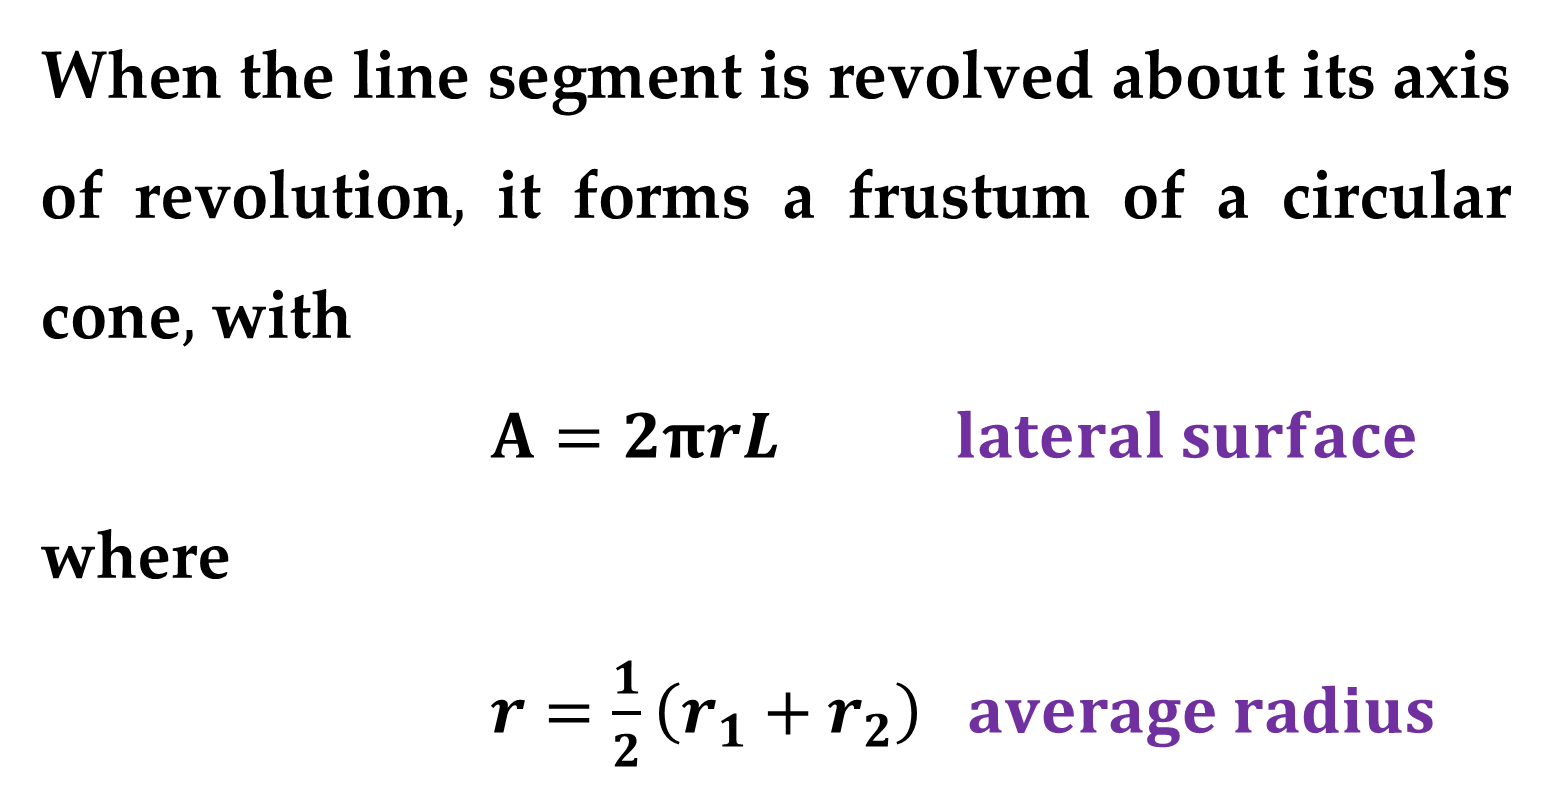 When the line segment is revolved about its axis
of revolution, it forms a frustum of a circular
cone, with
A = 2πrL lateral surface
where
r = 1/2 (r₁ + r₂) average radius